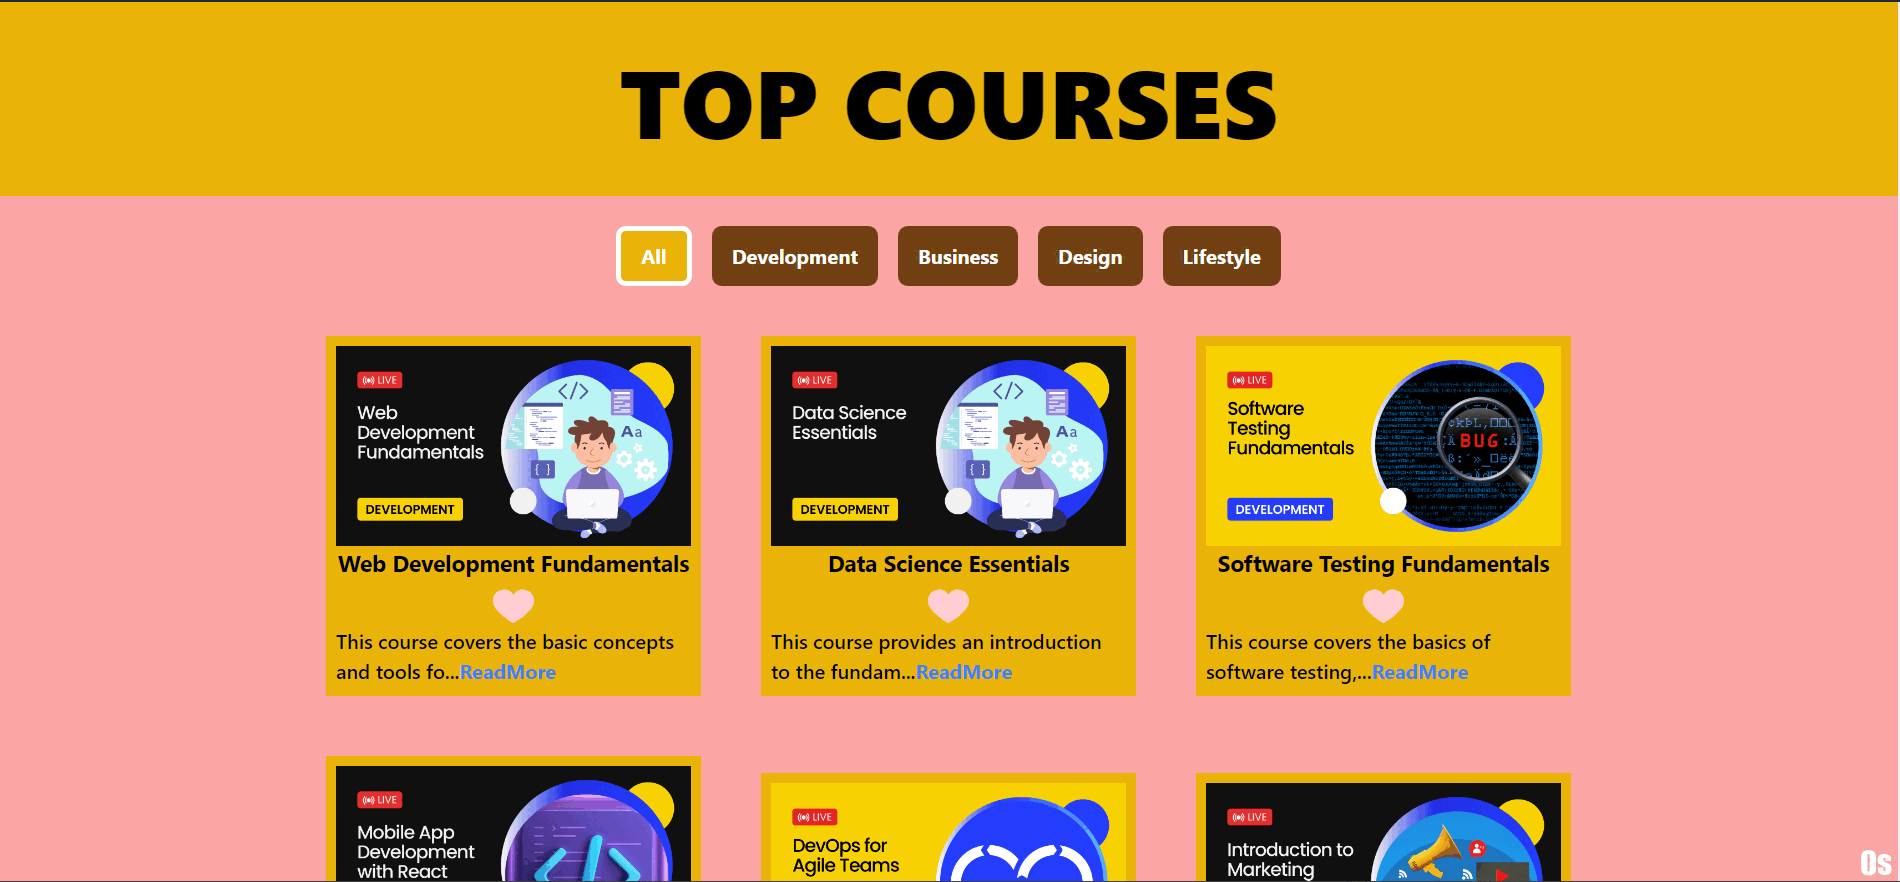 TOP COURSES
All
Development
Business
Design
Lifestyle
LIVE
Web
Development
Fundamentals
</>
Aa
{ }
DEVELOPMENT
Web Development Fundamentals
This course covers the basic concepts
and tools fo...ReadMore
LIVE
Data Science
Essentials
</>
Aa
{ }
DEVELOPMENT
Data Science Essentials
This course provides an introduction
to the fundam...ReadMore
LIVE
Software
Testing
Fundamentals
BUG
DEVELOPMENT
Software Testing Fundamentals
This course covers the basics of
software testing,...ReadMore
LIVE
Mobile App
Development
with React
LIVE
DevOps for
Agile Teams
LIVE
Introduction to
Marketing
0s